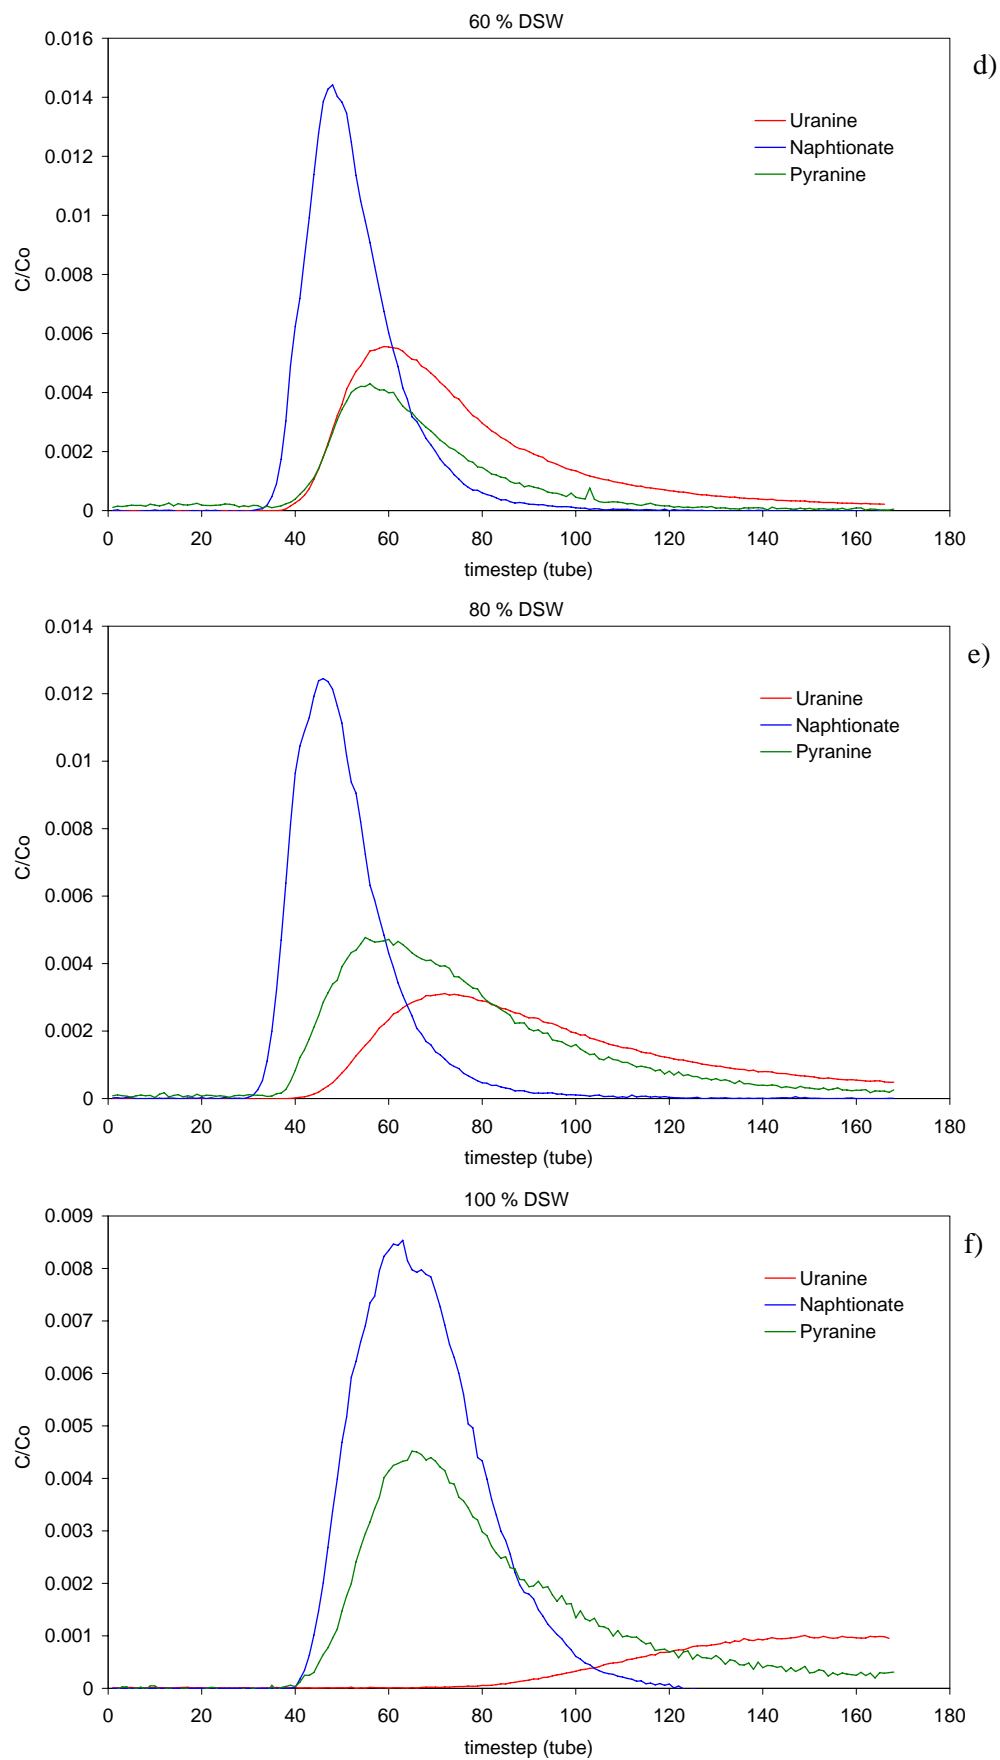 60 % DSW
d)
0.016
0.014
0.012
0.01
0.008
0.006
0.004
0.002
0
C/Co
Uranine
Naphtionate
Pyranine
0 20 40 60 80 100 120 140 160 180
timestep (tube)
80 % DSW
e)
0.014
0.012
0.01
0.008
0.006
0.004
0.002
0
C/Co
Uranine
Naphtionate
Pyranine
0 20 40 60 80 100 120 140 160 180
timestep (tube)
100 % DSW
f)
0.009
0.008
0.007
0.006
0.005
0.004
0.003
0.002
0.001
0
C/Co
Uranine
Naphtionate
Pyranine
0 20 40 60 80 100 120 140 160 180
timestep (tube)